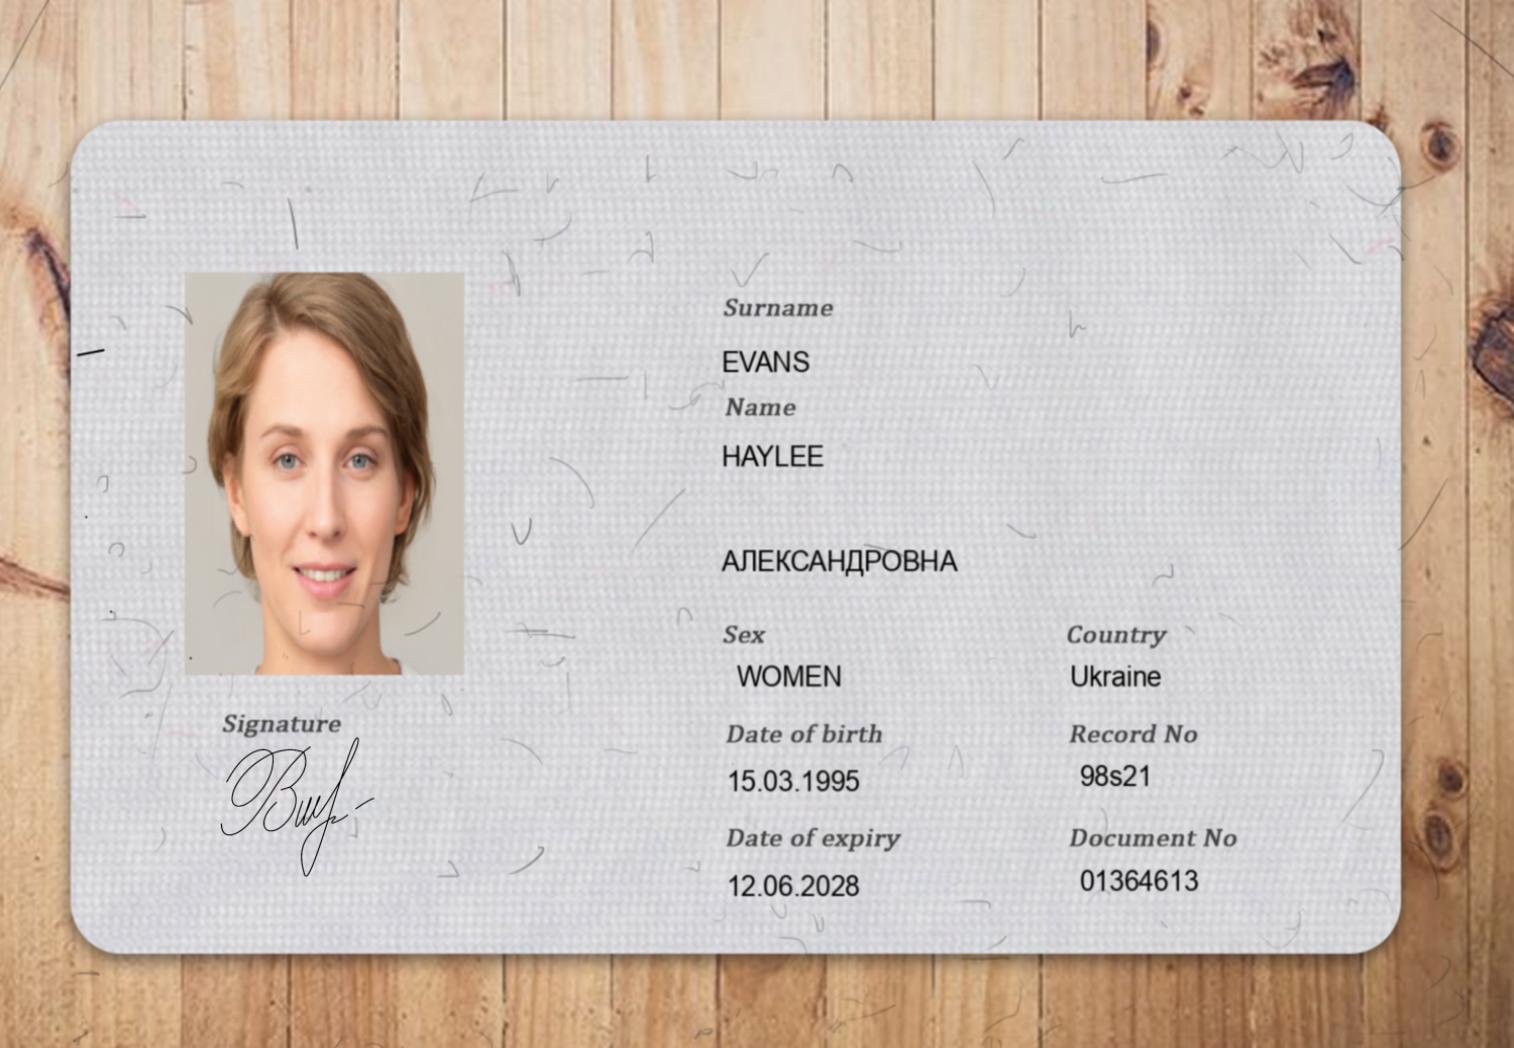 Surname
EVANS
Name
HAYLEE
АЛЕКСАНДРОВНА
Sex Country
WOMEN Ukraine
Date of birth Record No
15.03.1995 98s21
Date of expiry Document No
12.06.2028 01364613
Signature